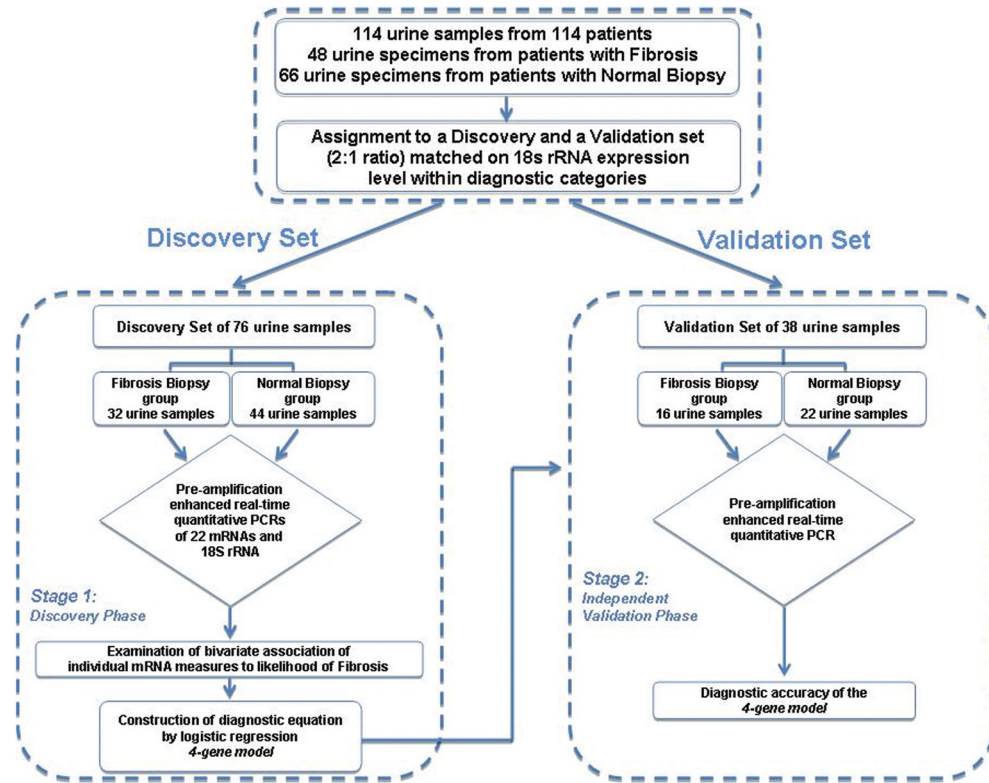 114 urine samples from 114 patients
48 urine specimens from patients with Fibrosis
66 urine specimens from patients with Normal Biopsy
Assignment to a Discovery and a Validation set
(2:1 ratio) matched on 18s rRNA expression
level within diagnostic categories
Discovery Set
Discovery Set of 76 urine samples
Fibrosis Biopsy
group
32 urine samples
Normal Biopsy
group
44 urine samples
Pre-amplification
enhanced real-time
quantitative PCRs
of 22 mRNAs and
18S rRNA
Stage 1:
Discovery Phase
Examination of bivariate association of
individual mRNA measures to likelihood of Fibrosis
Construction of diagnostic equation
by logistic regression
4-gene model
Validation Set
Validation Set of 38 urine samples
Fibrosis Biopsy
group
16 urine samples
Normal Biopsy
group
22 urine samples
Pre-amplification
enhanced real-time
quantitative PCR
Stage 2:
Independent
Validation Phase
Diagnostic accuracy of the
4-gene model